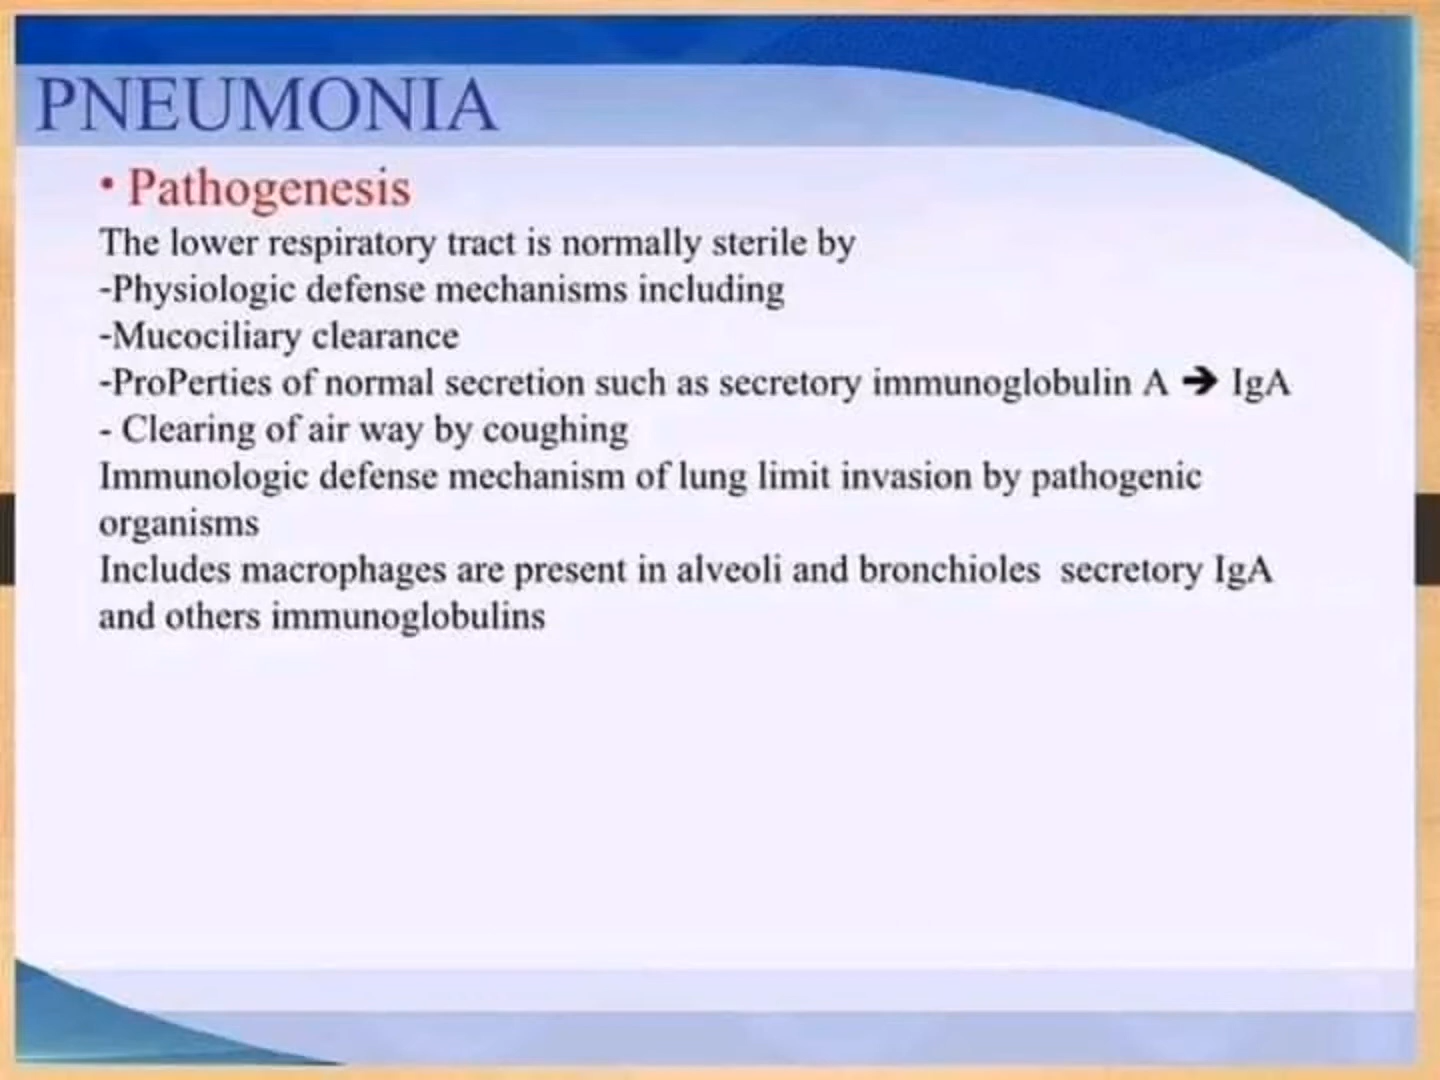 PNEUMONIA
• Pathogenesis
The lower respiratory tract is normally sterile by
-Physiologic defense mechanisms including
-Mucociliary clearance
-ProPerties of normal secretion such as secretory immunoglobulin A ➔ IgA
- Clearing of air way by coughing
Immunologic defense mechanism of lung limit invasion by pathogenic
organisms
Includes macrophages are present in alveoli and bronchioles  secretory IgA
and others immunoglobulins